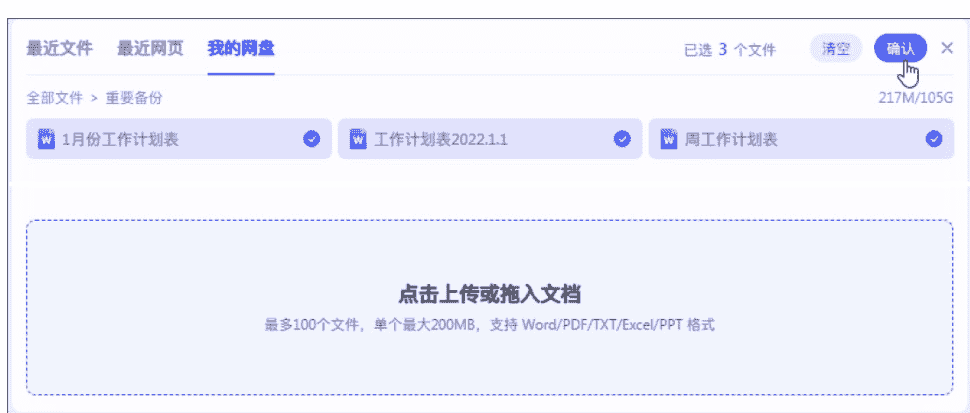 最近文件 最近网页 我的网盘 已选 3 个文件 清空 确认 ×
全部文件 > 重要备份 217M/105G
W 1月份工作计划表 W 工作计划表2022.1.1 W 周工作计划表
点击上传或拖入文档
最多100个文件，单个最大200MB，支持 Word/PDF/TXT/Excel/PPT 格式